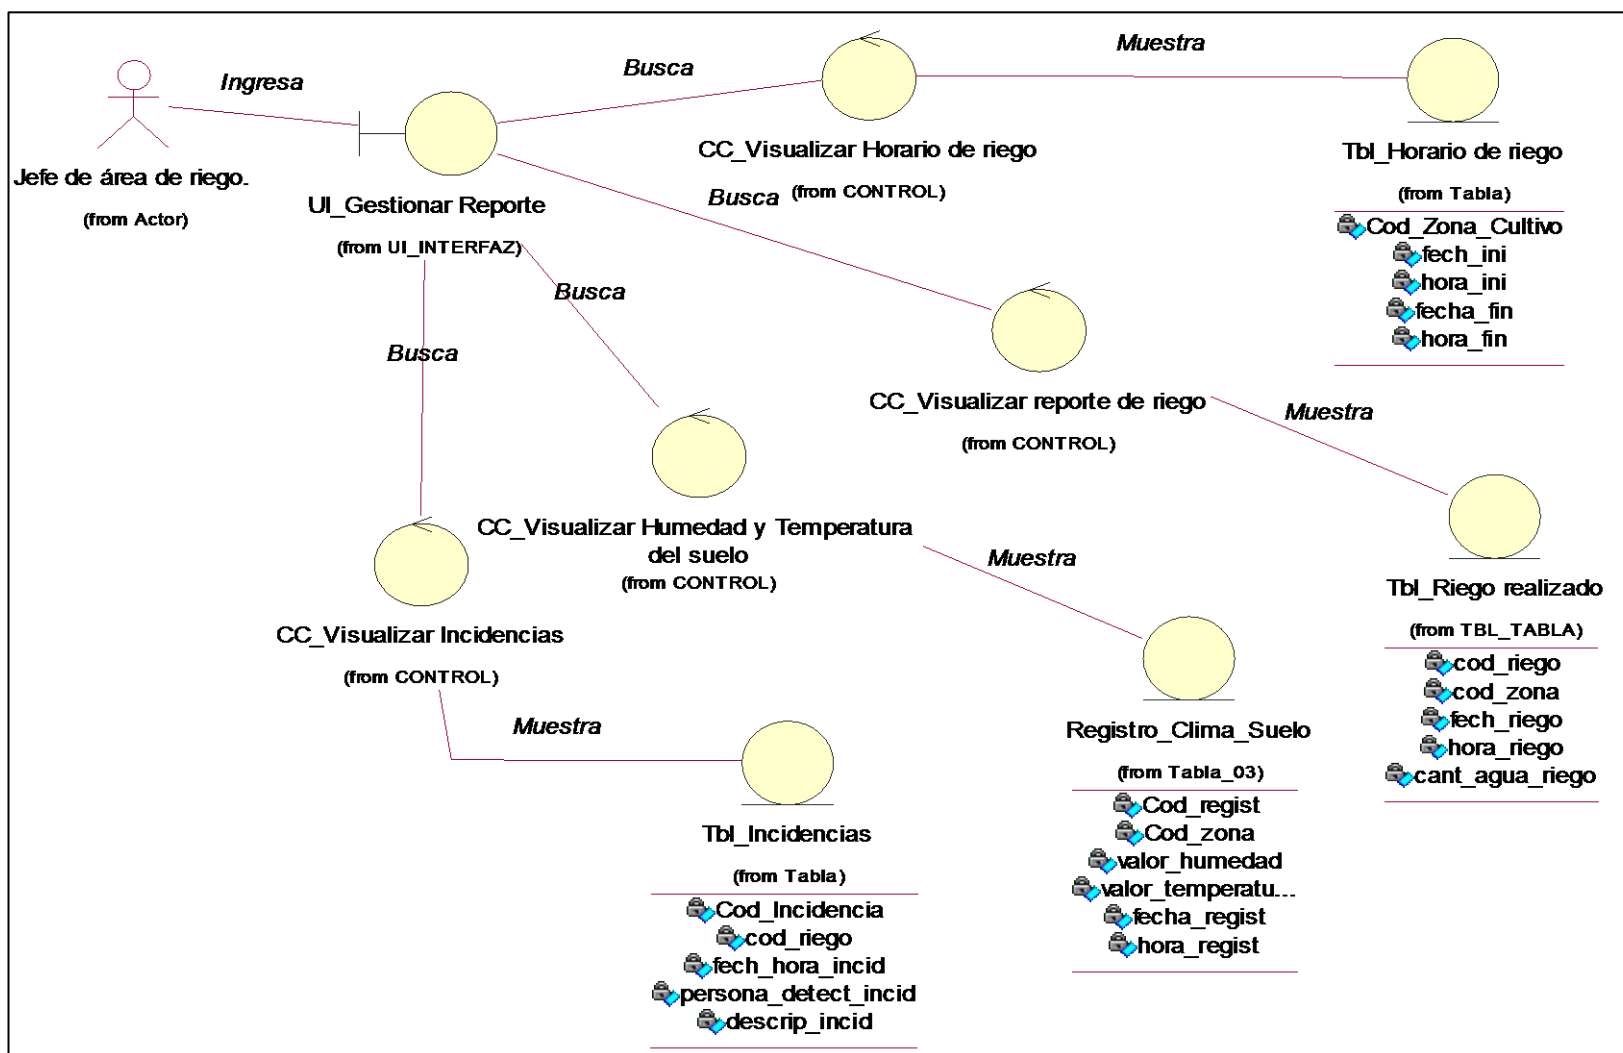 Ingresa
Busca
Muestra
Jefe de área de riego.
(from Actor)
UI_Gestionar Reporte
(from UI_INTERFAZ)
CC_Visualizar Horario de riego
(from CONTROL)
Tbl_Horario de riego
(from Tabla)
Cod_Zona_Cultivo
fech_ini
hora_ini
fecha_fin
hora_fin
Busca
Busca
Busca
CC_Visualizar reporte de riego
(from CONTROL)
Muestra
Tbl_Riego realizado
(from TBL_TABLA)
cod_riego
cod_zona
fech_riego
hora_riego
cant_agua_riego
CC_Visualizar Humedad y Temperatura
del suelo
(from CONTROL)
Muestra
Registro_Clima_Suelo
(from Tabla_03)
Cod_regist
Cod_zona
valor_humedad
valor_temperatu...
fecha_regist
hora_regist
CC_Visualizar Incidencias
(from CONTROL)
Muestra
Tbl_Incidencias
(from Tabla)
Cod_Incidencia
cod_riego
fech_hora_incid
persona_detect_incid
descrip_incid